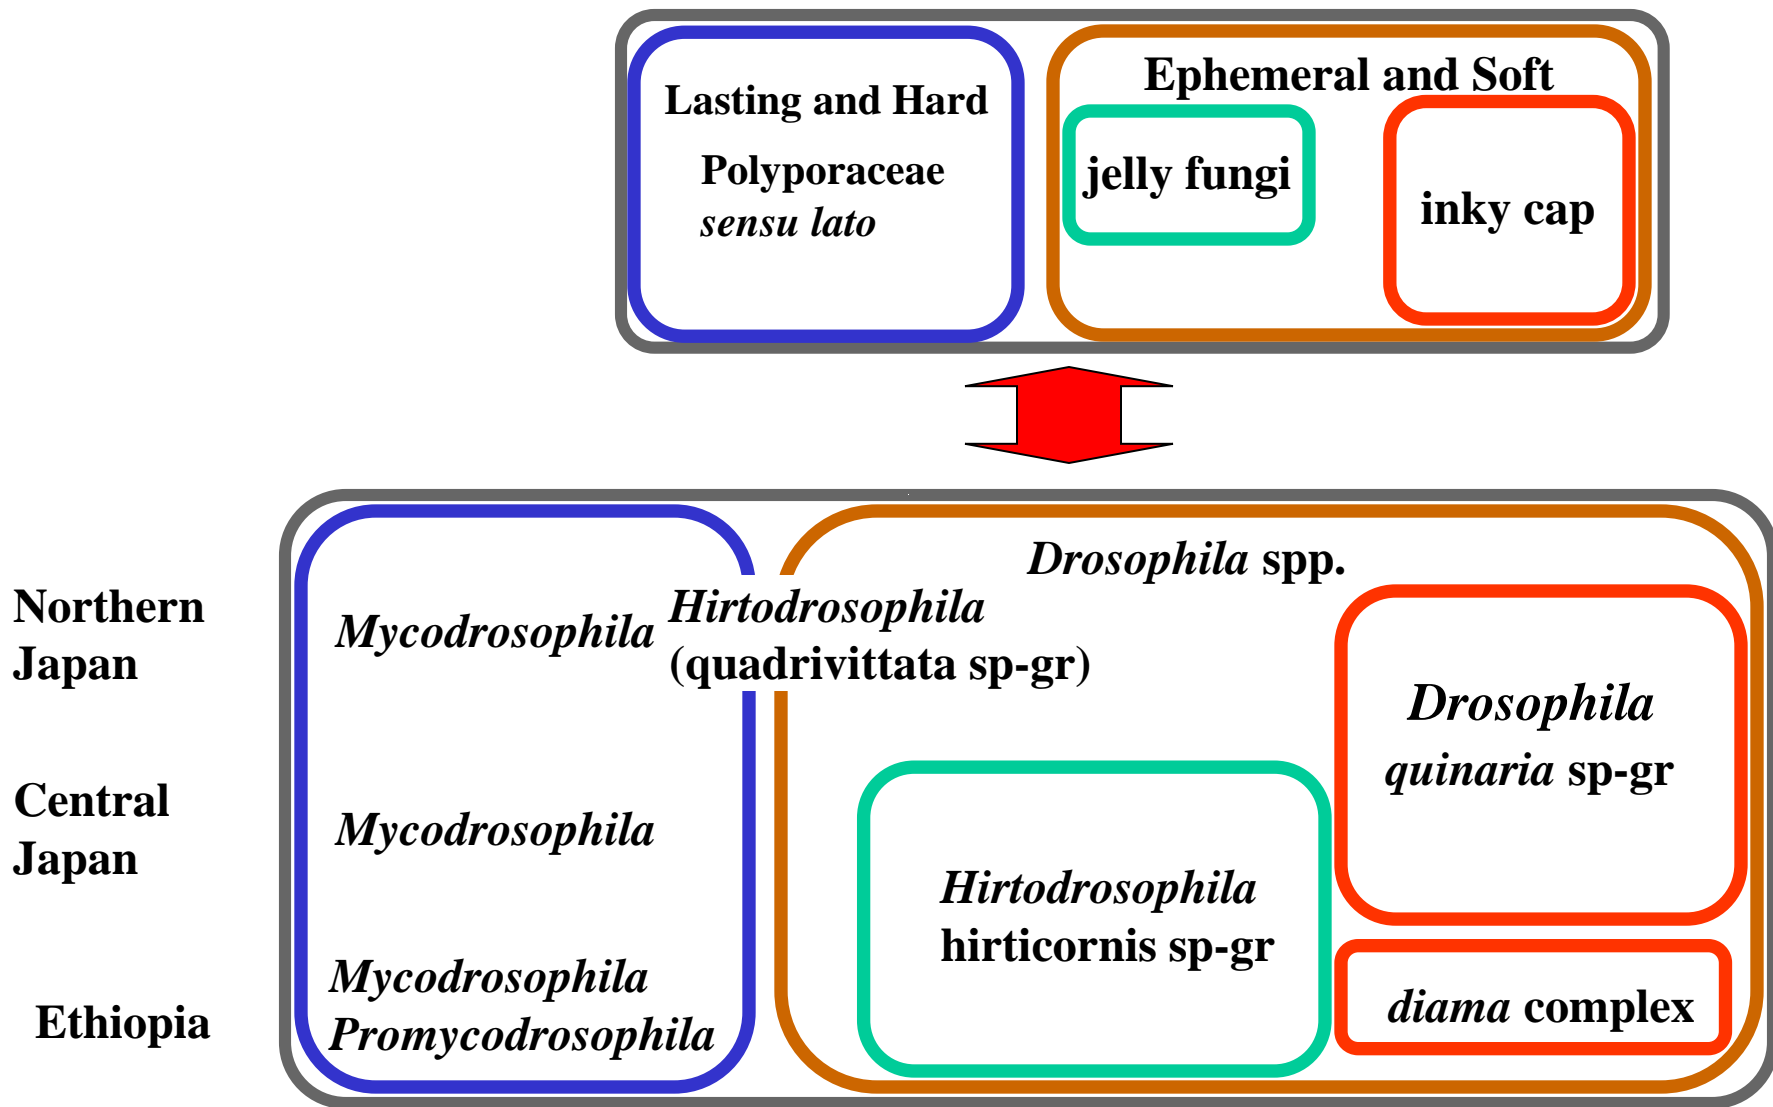 Lasting and Hard
Polyporaceae
sensu lato
Ephemeral and Soft
jelly fungi
inky cap
Northern
Japan
Mycodrosophila
Hirtodrosophila
(quadrivittata sp-gr)
Drosophila spp.
Drosophila
quinaria sp-gr
Central
Japan
Mycodrosophila
Hirtodrosophila
hirticornis sp-gr
Ethiopia
Mycodrosophila
Promycodrosophila
diama complex